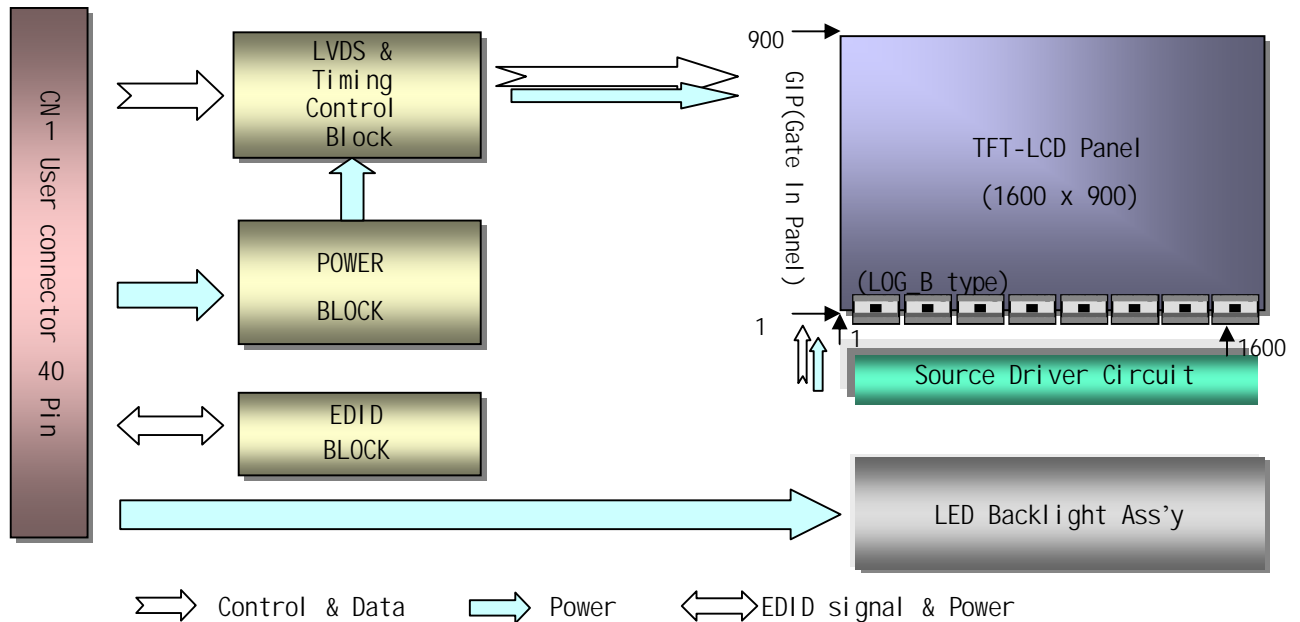 CN-1 User connector 40 Pin
LVDS &
Timing
Control
Block
POWER
BLOCK
EDID
BLOCK
900
GIP(Gate In Panel)
1
TFT-LCD Panel
(1600 x 900)
(LOG_B type)
1
1600
Source Driver Circuit
LED Backlight Ass'y
Control & Data
Power
EDID signal & Power